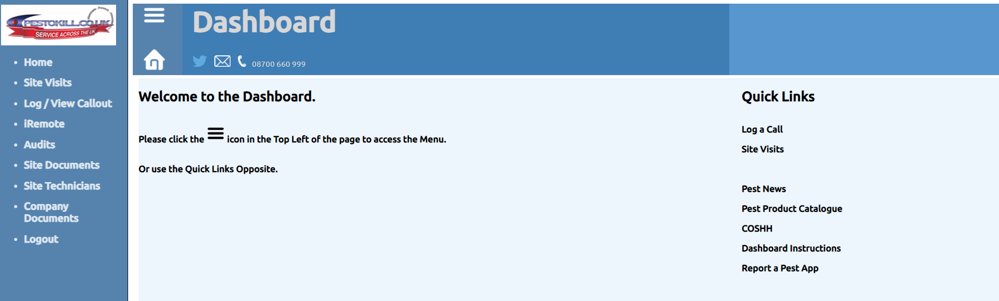 PESTOKILL.CO.UK
SERVICE ACROSS THE UK
Home
Site Visits
Log / View Callout
iRemote
Audits
Site Documents
Site Technicians
Company
Documents
Logout
Dashboard
08700 660 999
Welcome to the Dashboard.
Please click the icon in the Top Left of the page to access the Menu.
Or use the Quick Links Opposite.
Quick Links
Log a Call
Site Visits
Pest News
Pest Product Catalogue
COSHH
Dashboard Instructions
Report a Pest App